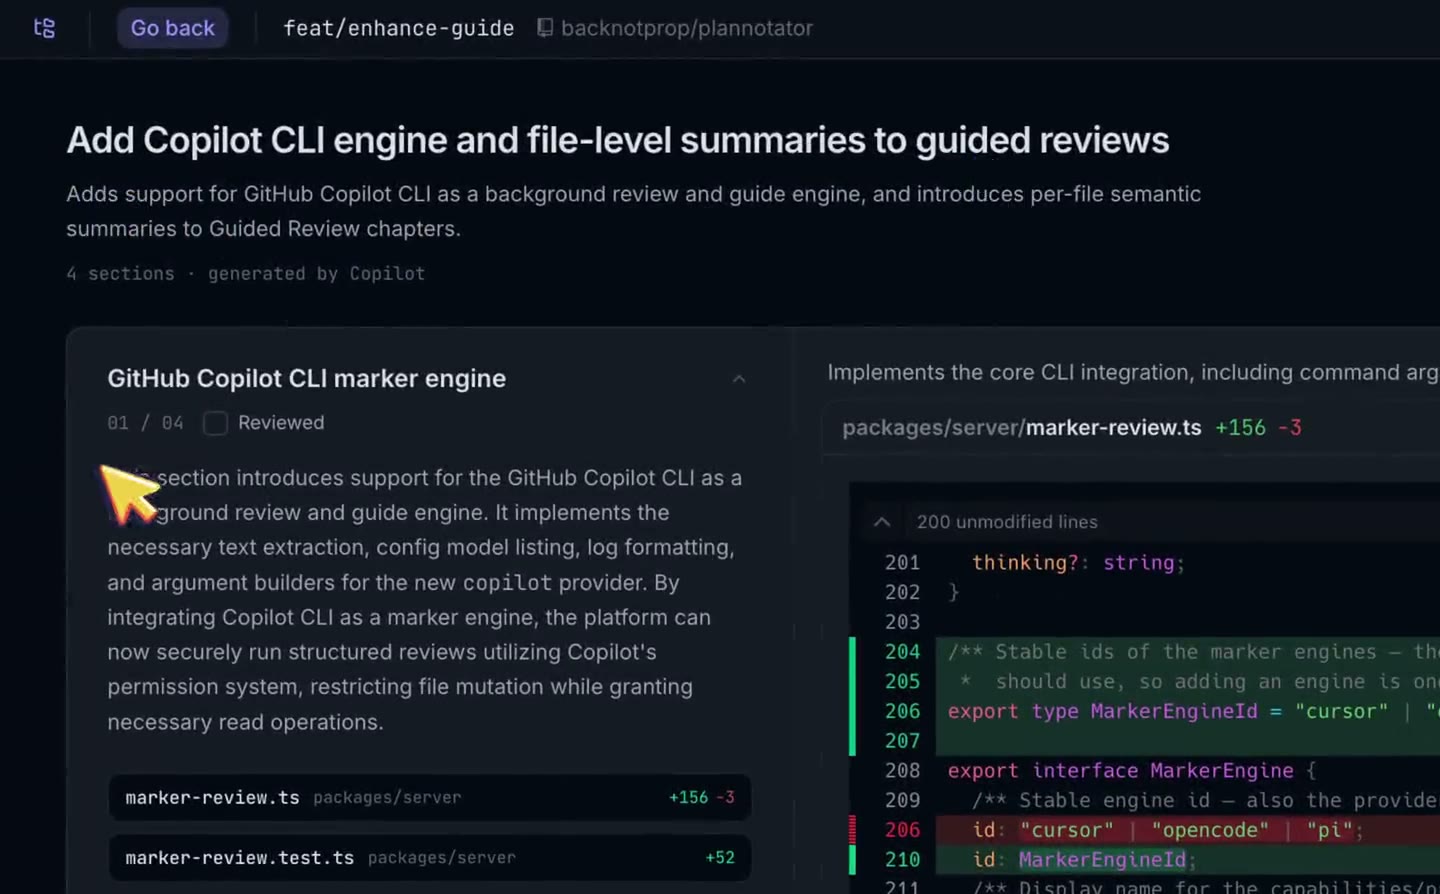 Go back feat/enhance-guide backnotprop/plannotator
Add Copilot CLI engine and file-level summaries to guided reviews
Adds support for GitHub Copilot CLI as a background review and guide engine, and introduces per-file semantic
summaries to Guided Review chapters.
4 sections · generated by Copilot
GitHub Copilot CLI marker engine
01 / 04 Reviewed
section introduces support for the GitHub Copilot CLI as a
ground review and guide engine. It implements the
necessary text extraction, config model listing, log formatting,
and argument builders for the new copilot provider. By
integrating Copilot CLI as a marker engine, the platform can
now securely run structured reviews utilizing Copilot's
permission system, restricting file mutation while granting
necessary read operations.
marker-review.ts packages/server +156 -3
marker-review.test.ts packages/server +52
Implements the core CLI integration, including command arg
packages/server/marker-review.ts +156 -3
200 unmodified lines
201 thinking?: string;
202 }
203
204 /** Stable ids of the marker engines — the
205 * should use, so adding an engine is one
206 export type MarkerEngineId = "cursor" | "
207
208 export interface MarkerEngine {
209 /** Stable engine id — also the provide
206 id: "cursor" | "opencode" | "pi";
210 id: MarkerEngineId;
211 /** Display name for the capabilities/p